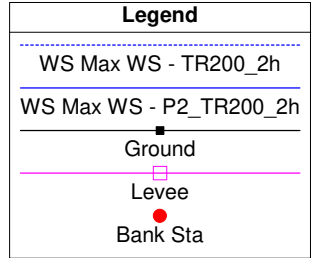 Legend
WS Max WS - TR200_2h
WS Max WS - P2_TR200_2h
Ground
Levee
Bank Sta